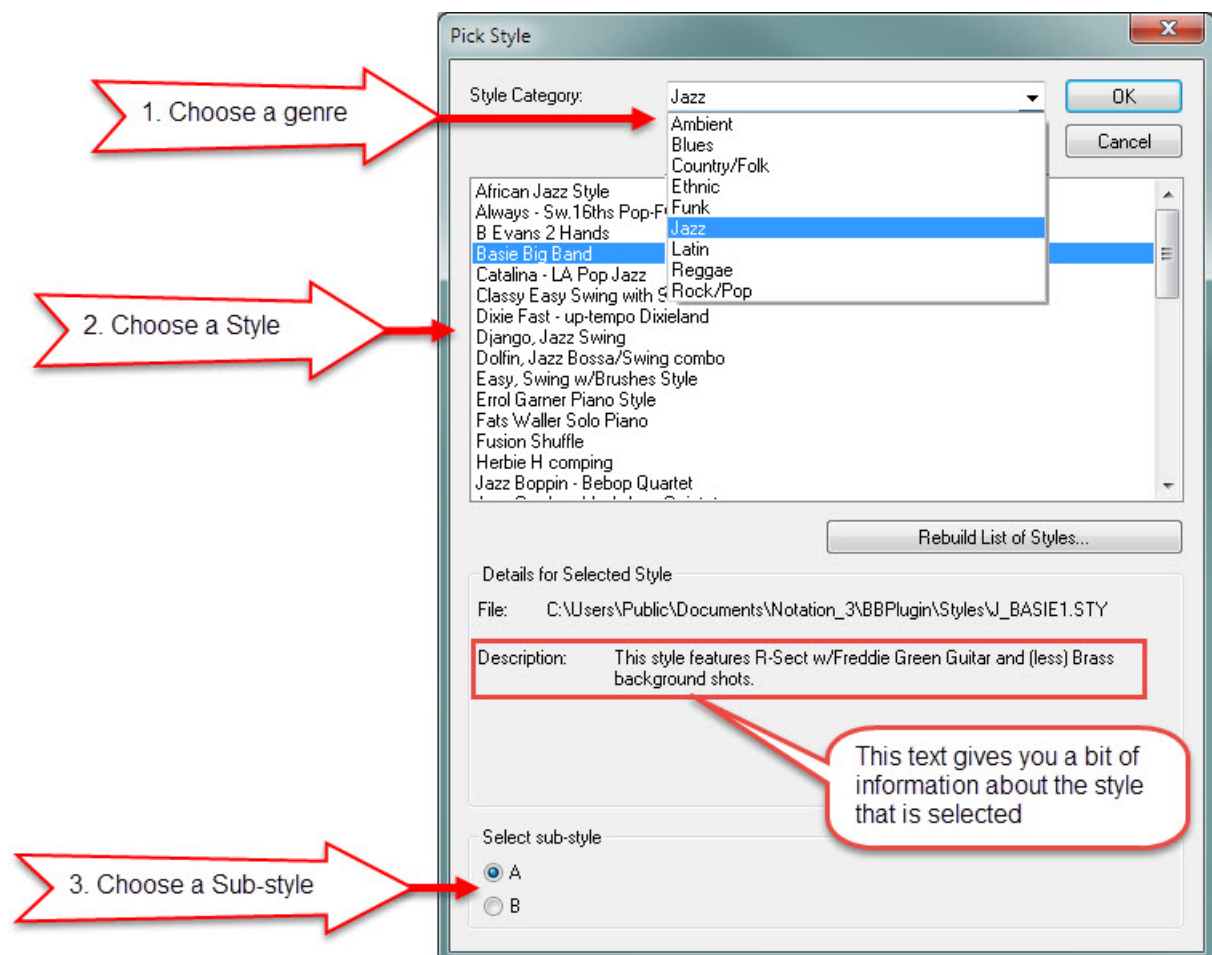 Pick Style
1. Choose a genre
Style Category:
Jazz
OK
Cancel
Ambient
Blues
Country/Folk
Ethnic
Funk
Jazz
Latin
Reggae
Rock/Pop
African Jazz Style
Always - Sw.16ths Pop-F
B Evans 2 Hands
Basie Big Band
Catalina - LA Pop Jazz
Classy Easy Swing with S
Dixie Fast - up-tempo Dixieland
Django, Jazz Swing
Dolfin, Jazz Bossa/Swing combo
Easy, Swing w/Brushes Style
Errol Garner Piano Style
Fats Waller Solo Piano
Fusion Shuffle
Herbie H comping
Jazz Boppin - Bebop Quartet
2. Choose a Style
Rebuild List of Styles...
Details for Selected Style
File: C:\Users\Public\Documents\Notation_3\BBPlugin\Styles\J_BASIE1.STY
Description: This style features R-Sect w/Freddie Green Guitar and (less) Brass
background shots.
This text gives you a bit of
information about the style
that is selected
Select sub-style
3. Choose a Sub-style
A
B